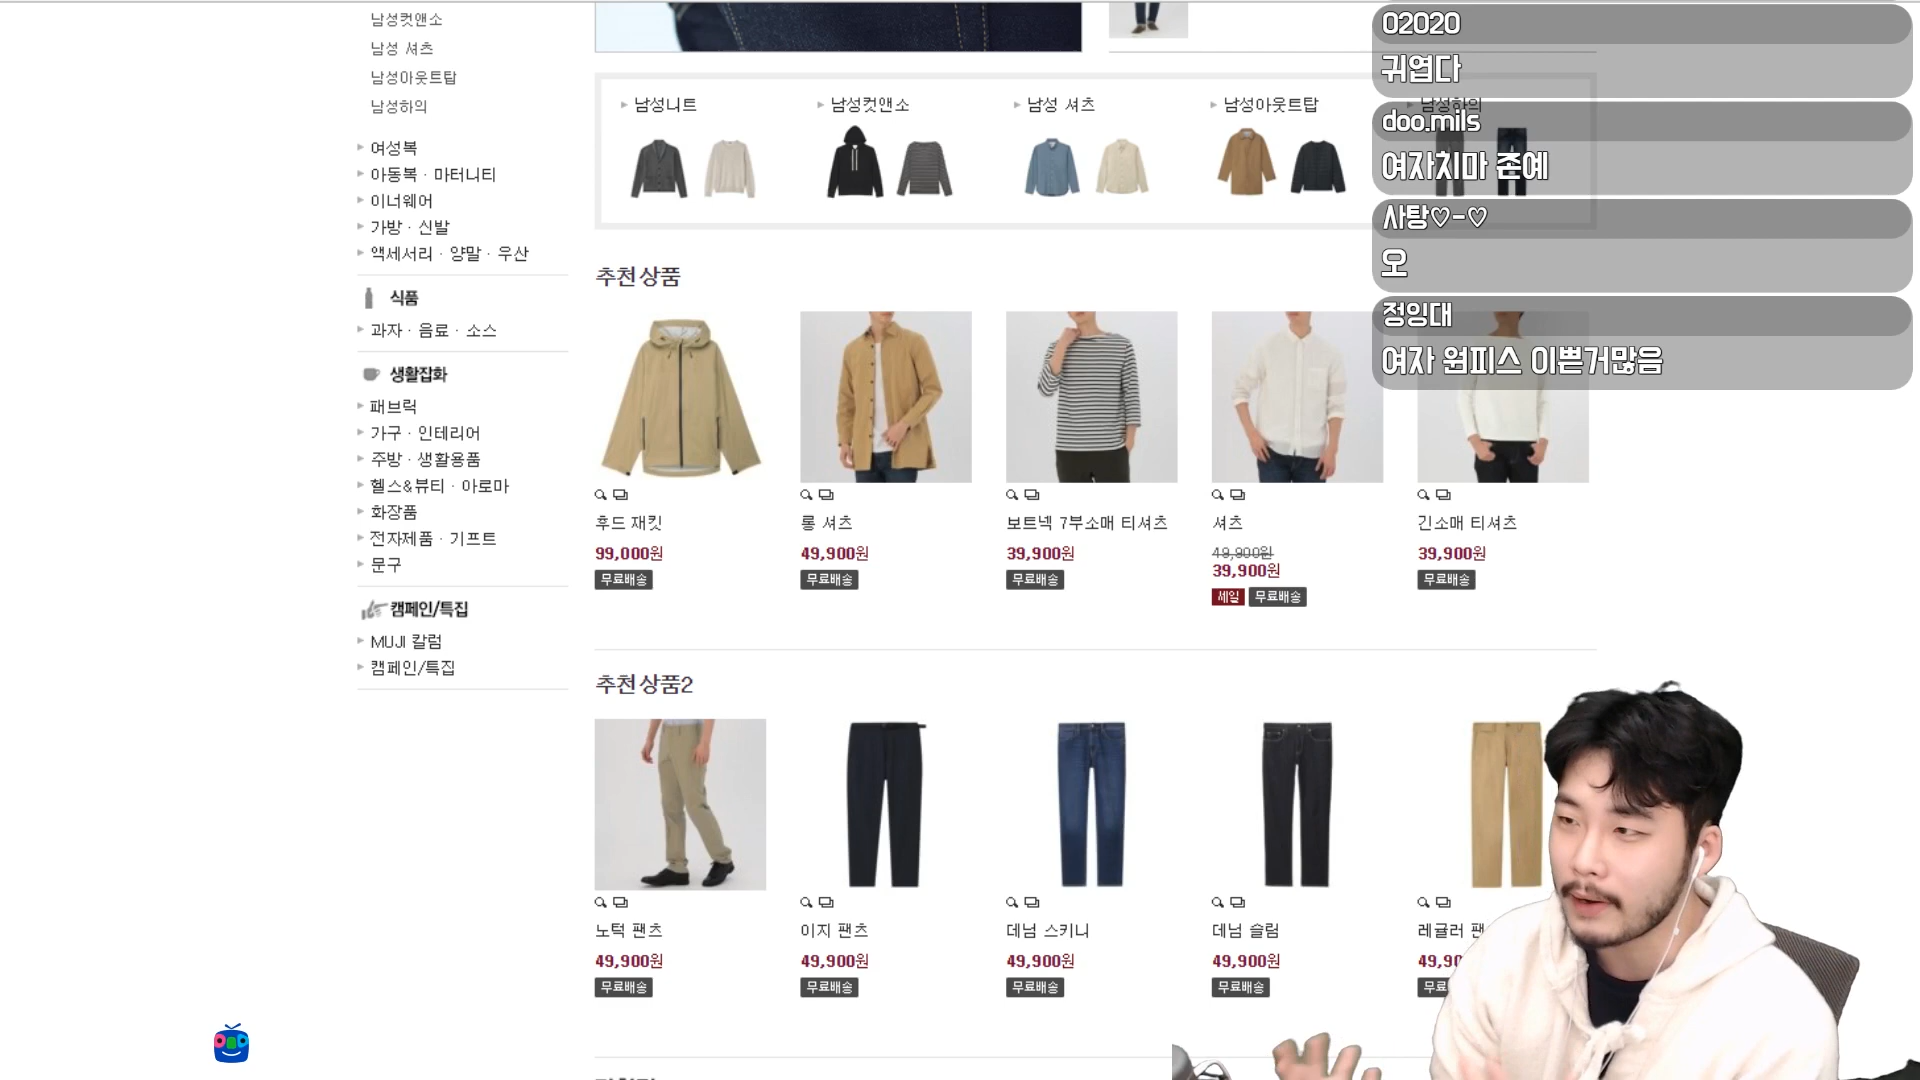 남성컷앤소
남성 셔츠
남성아웃트탑
남성하의
여성복
아동복 · 마터니티
이너웨어
가방 · 신발
액세서리 · 양말 · 우산
식품
과자 · 음료 · 소스
생활잡화
패브릭
가구 · 인테리어
주방 · 생활용품
헬스&뷰티 · 아로마
화장품
전자제품 · 기프트
문구
캠페인/특집
MUJI 칼럼
캠페인/특집
남성니트
남성컷앤소
남성 셔츠
남성아웃트탑
남성하의
추천상품
후드 재킷
99,000원
무료배송
롱 셔츠
49,900원
무료배송
보트넥 7부소매 티셔츠
39,900원
무료배송
셔츠
49,900원
39,900원
세일 무료배송
긴소매 티셔츠
39,900원
무료배송
추천상품2
노턱 팬츠
49,900원
무료배송
이지 팬츠
49,900원
무료배송
데님 스키니
49,900원
무료배송
데님 슬림
49,900원
무료배송
레귤러 팬
49,90
무료
02020
귀엽다
doo.mils
여자치마 존예
사탕♡-♡
오
정잉대
여자 원피스 이쁜거많음